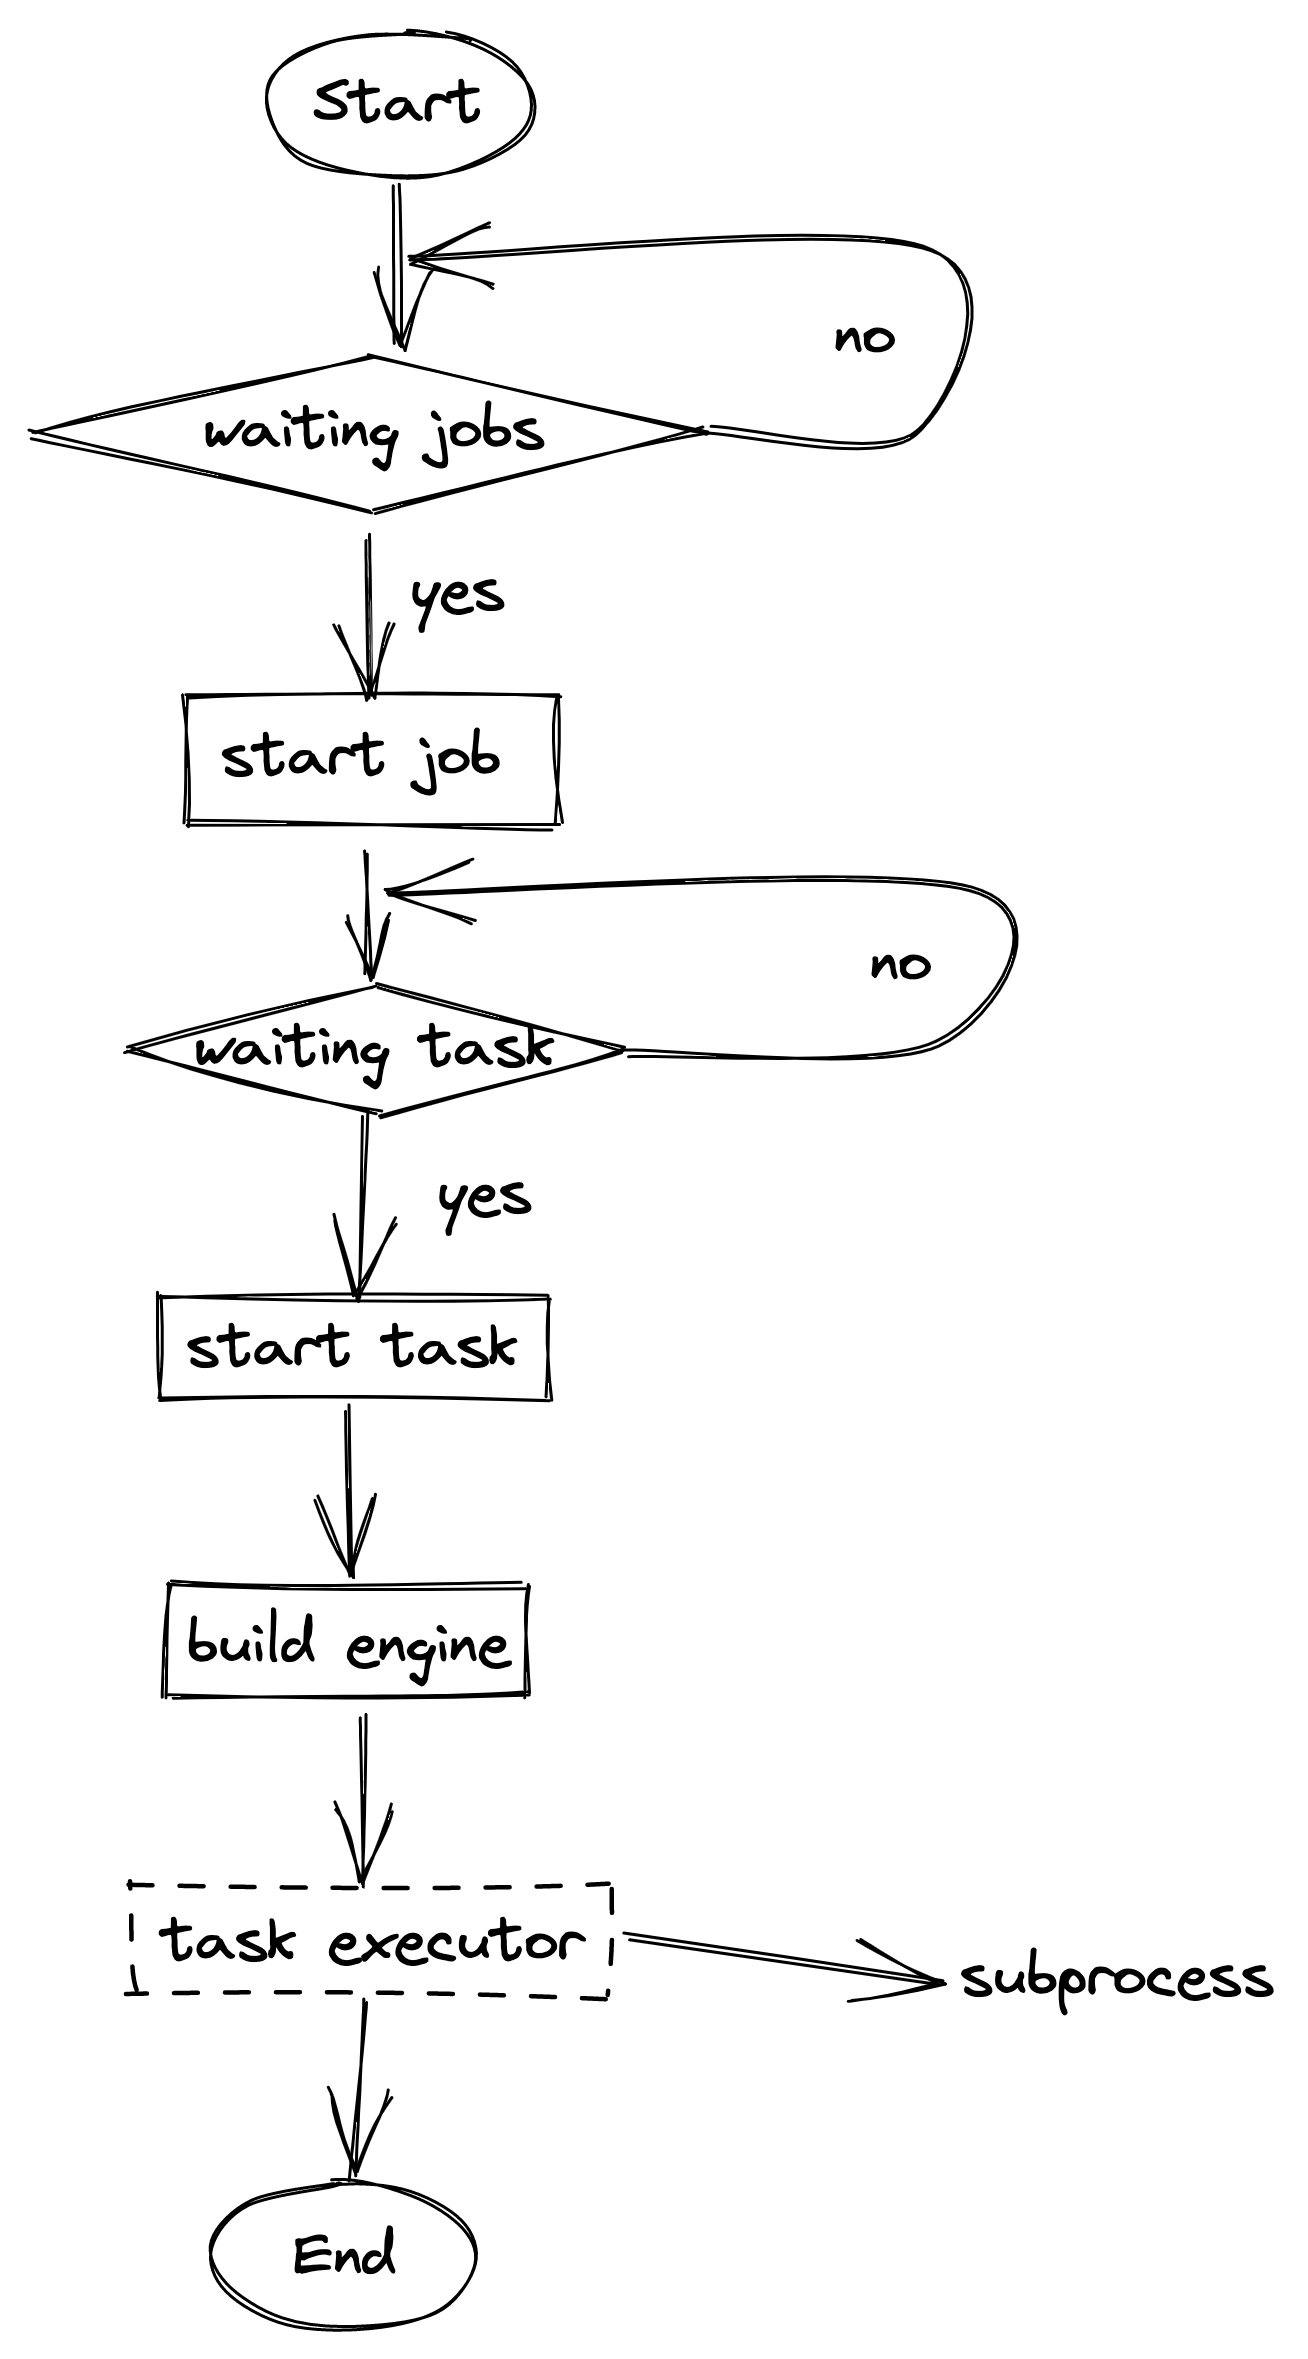 Start
no
waiting jobs
yes
start job
no
waiting task
yes
start task
build engine
task executor
subprocess
End